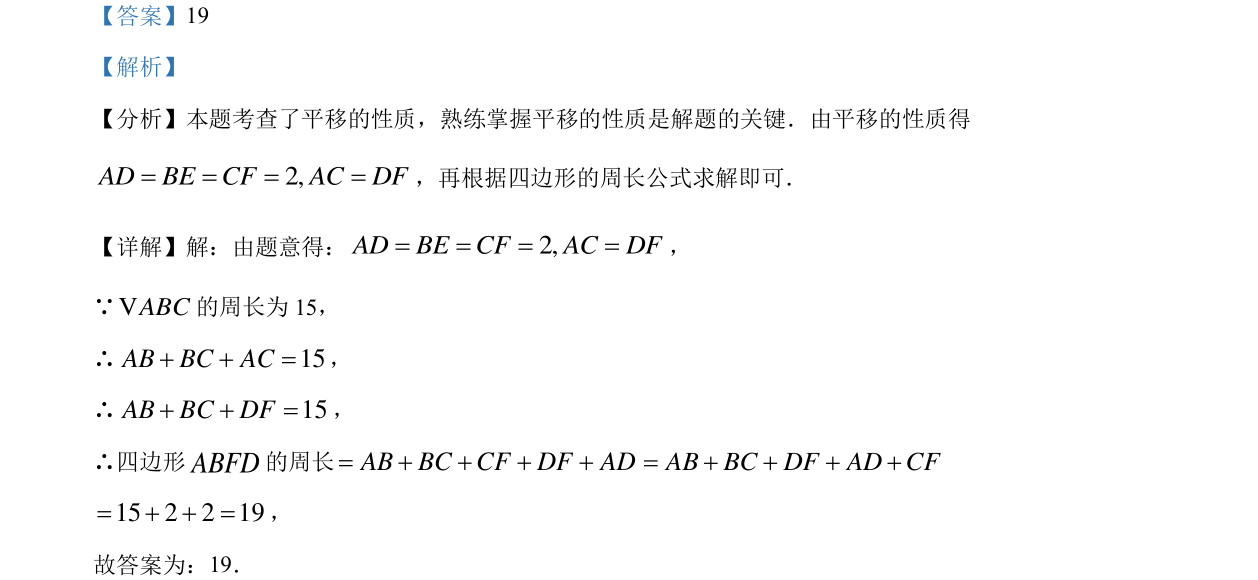 【答案】19
【解析】
【分析】本题考查了平移的性质，熟练掌握平移的性质是解题的关键．由平移的性质得
AD = BE = CF = 2, AC = DF ，再根据四边形的周长公式求解即可．
【详解】解：由题意得： AD = BE = CF = 2, AC = DF ，
∵ VABC 的周长为 15，
∴ AB + BC + AC = 15 ，
∴ AB + BC + DF = 15 ，
∴四边形 ABFD 的周长 = AB + BC + CF + DF + AD = AB + BC + DF + AD + CF
= 15 + 2 + 2 = 19 ，
故答案为：19．